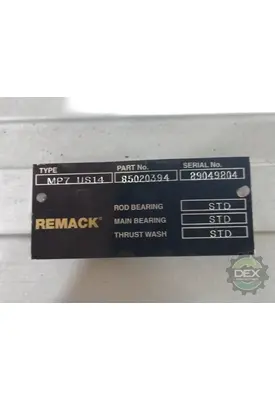 TYPE PART No. SERIAL No.
MP7 US14 85020394 29049204
ROD BEARING STD
REMACK® MAIN BEARING STD
THRUST WASH STD
DEX